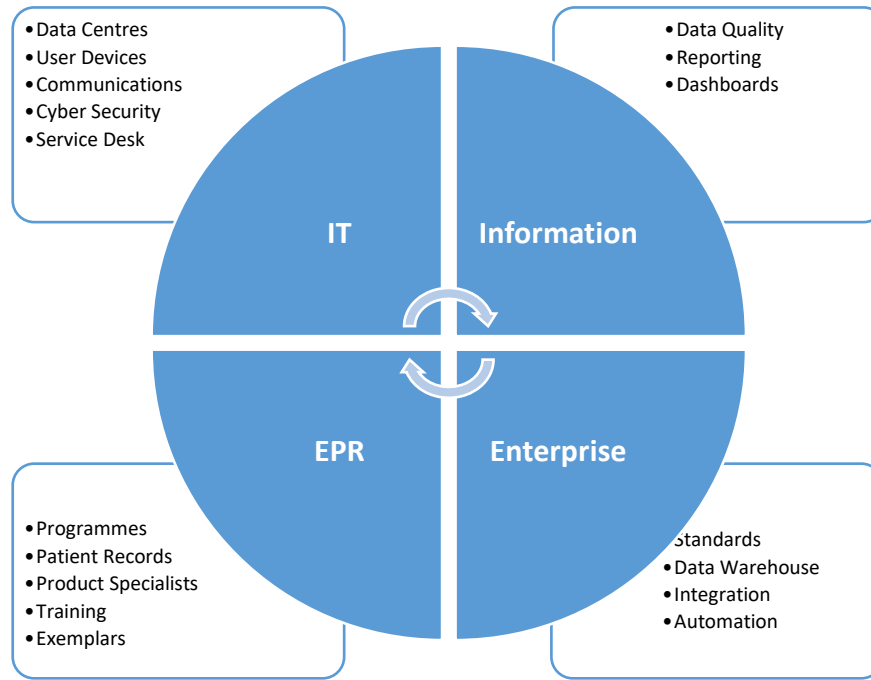 •Data Centres
•User Devices
•Communications
•Cyber Security
•Service Desk
•Data Quality
•Reporting
•Dashboards
IT
Information
EPR
Enterprise
•Programmes
•Patient Records
•Product Specialists
•Training
•Exemplars
Standards
•Data Warehouse
•Integration
•Automation